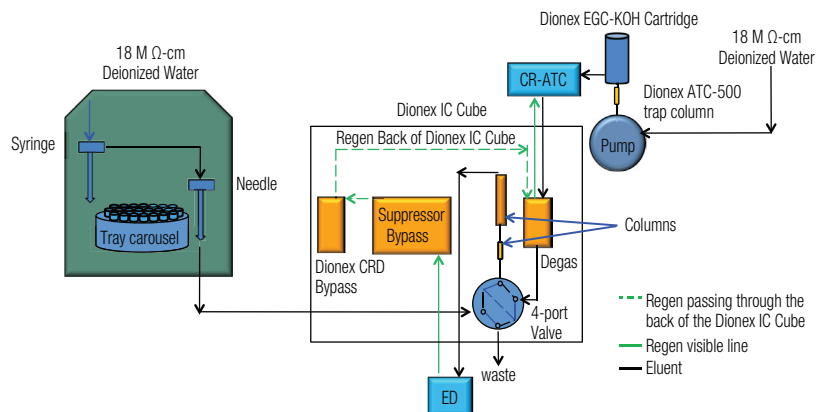 Dionex EGC-KOH Cartridge
18 M Ω-cm
Deionized Water
18 M Ω-cm
Deionized Water
CR-ATC
Dionex ATC-500
trap column
Dionex IC Cube
Syringe
Regen Back of Dionex IC Cube
Pump
Needle
Tray carousel
Suppressor
Bypass
Columns
Dionex CRD
Bypass
Degas
4-port
Valve
Regen passing through the
back of the Dionex IC Cube
Regen visible line
Eluent
waste
ED